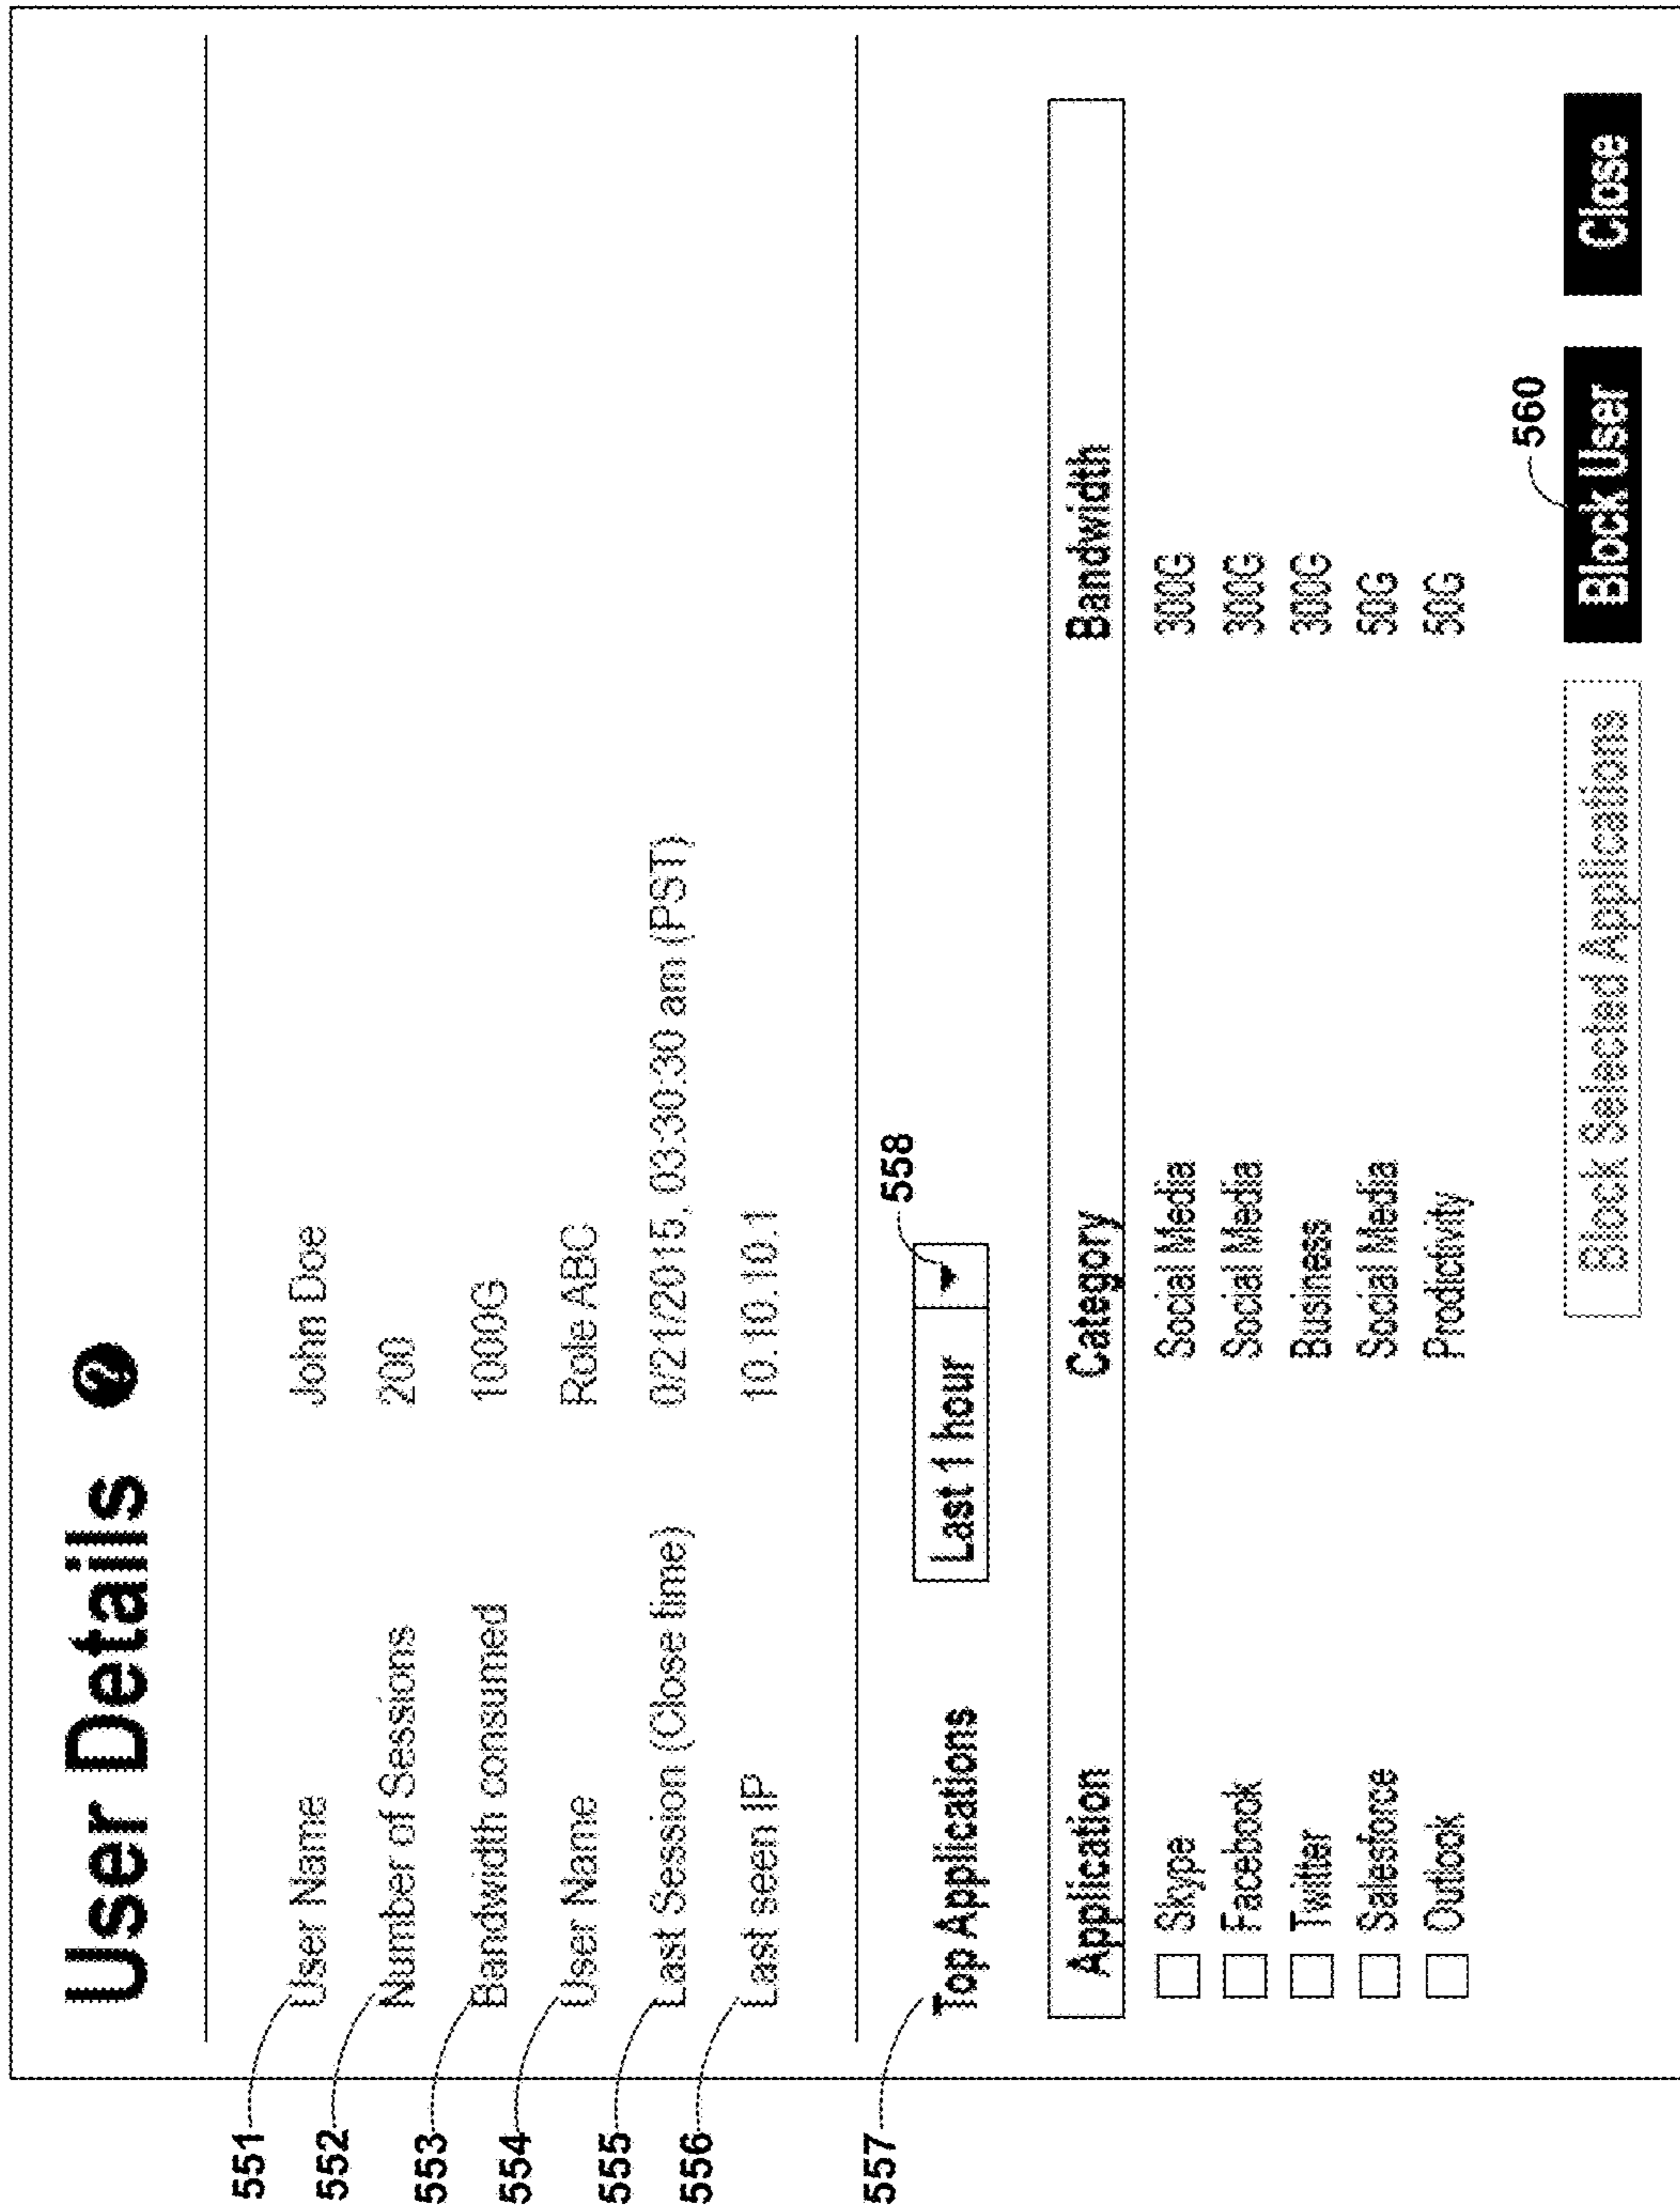 User Details ?
551 User Name John Doe
552 Number of Sessions 200
553 Bandwidth consumed 1000G
554 User Name Role ABC
555 Last Session (Close time) 0/21/2015, 03:30:30 am (PST)
556 Last seen IP 10.10.10.1
557 Top Applications Last 1 hour 558
Application Category Bandwidth
Skype Social Media 300G
Facebook Social Media 300G
Twitter Business 300G
Salesforce Social Media 50G
Outlook Prodictivity 50G
560
Block Selected Applications Block User Close